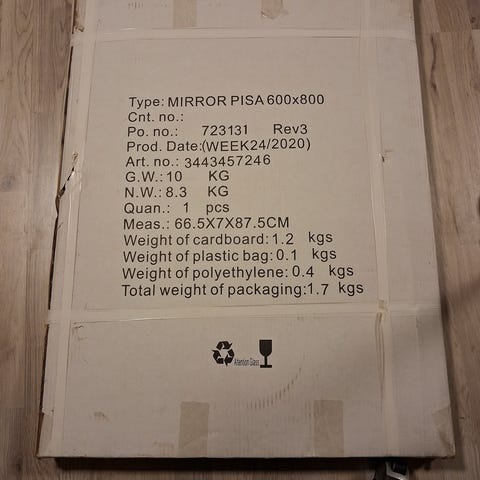 Type: MIRROR PISA 600x800
Cnt. no.:
Po. no.: 723131 Rev3
Prod. Date:(WEEK24/2020)
Art. no.: 3443457246
G.W.: 10 KG
N.W.: 8.3 KG
Quan.: 1 pcs
Meas.: 66.5X7X87.5CM
Weight of cardboard: 1.2 kgs
Weight of plastic bag: 0.1 kgs
Weight of polyethylene: 0.4 kgs
Total weight of packaging:1.7 kgs
Attention Glass